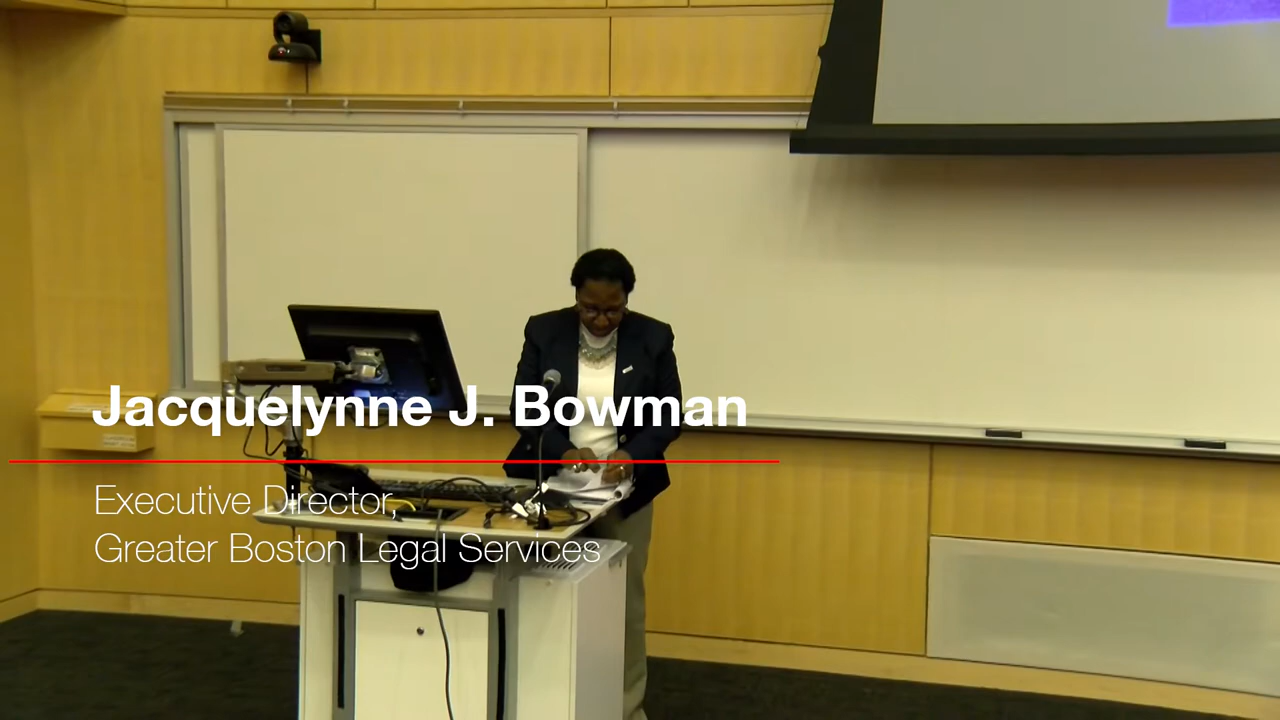 Jacquelynne J. Bowman
Executive Director,
Greater Boston Legal Services